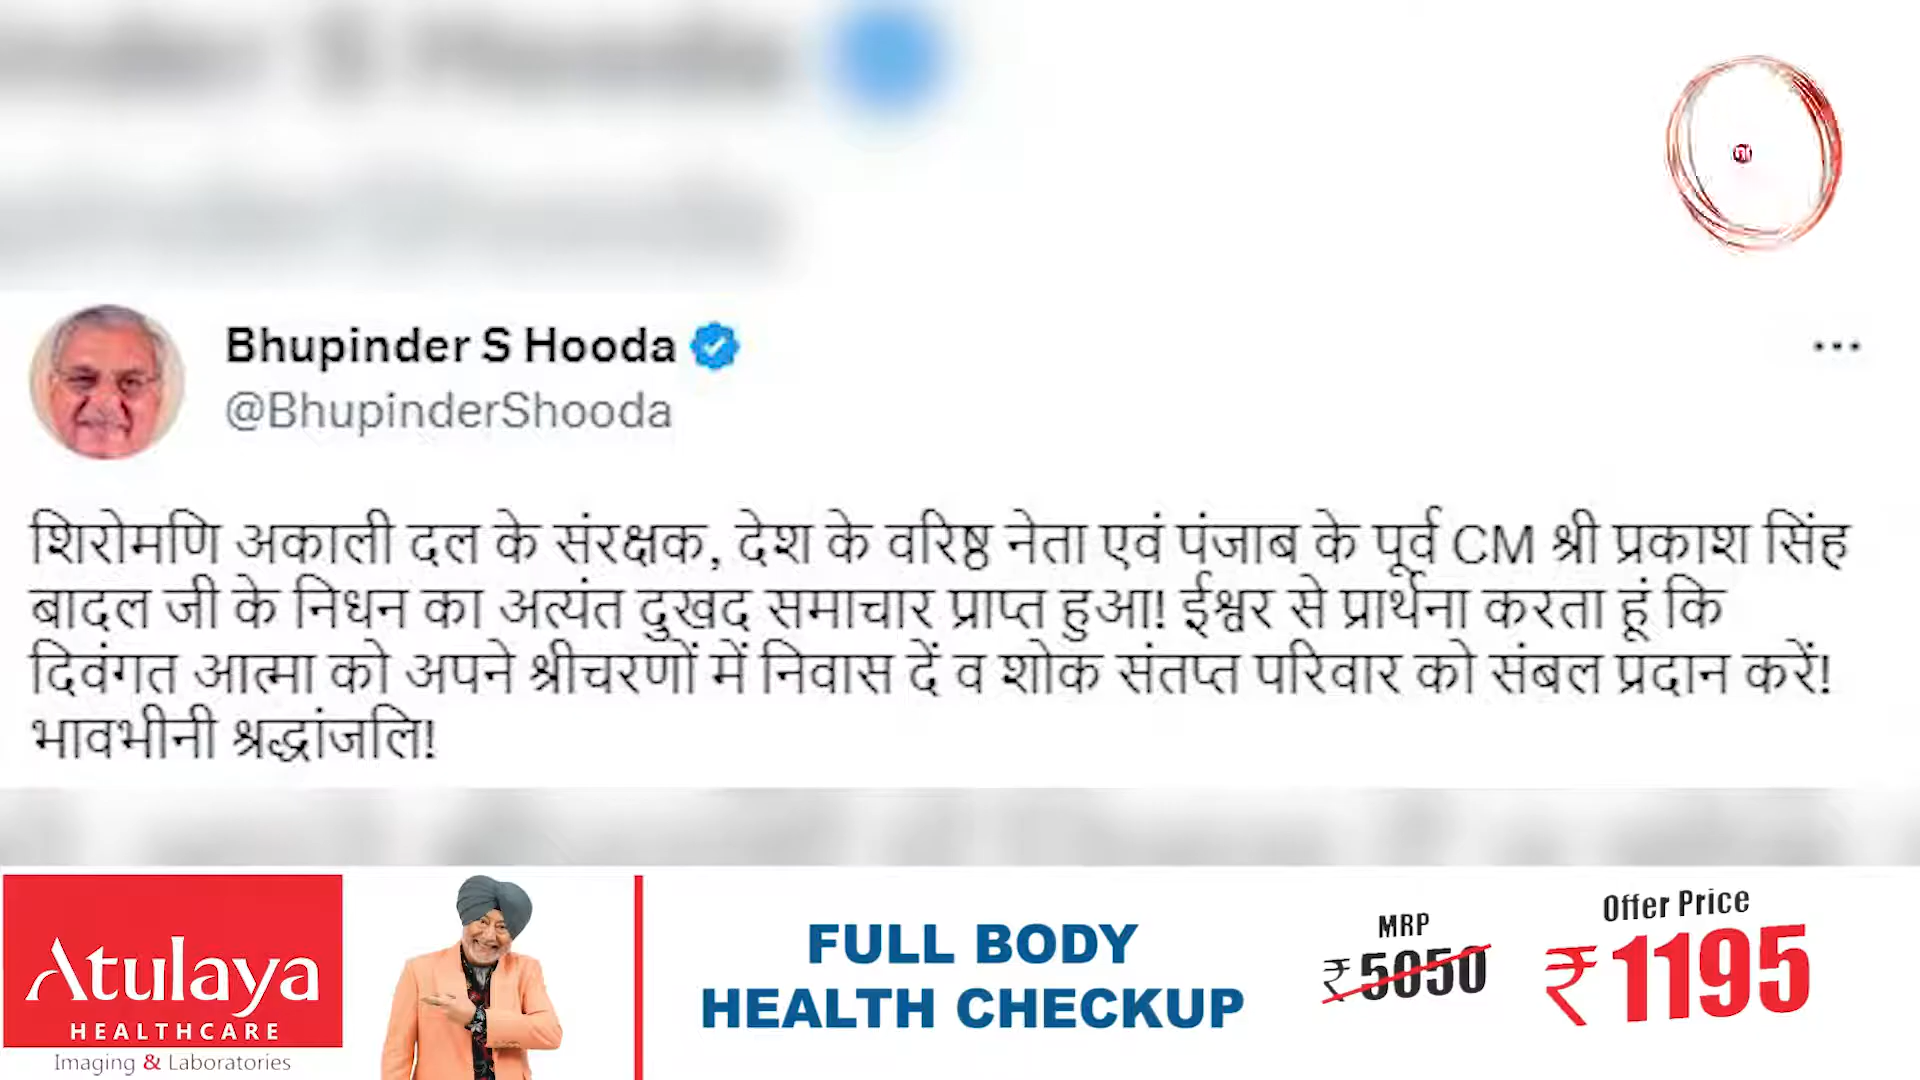 Bhupinder S Hooda
@BhupinderShooda
शिरोमणि अकाली दल के संरक्षक, देश के वरिष्ठ नेता एवं पंजाब के पूर्व CM श्री प्रकाश सिंह
बादल जी के निधन का अत्यंत दुखद समाचार प्राप्त हुआ! ईश्वर से प्रार्थना करता हूं कि
दिवंगत आत्मा को अपने श्रीचरणों में निवास दें व शोक संतप्त परिवार को संबल प्रदान करें!
भावभीनी श्रद्धांजलि!
Atulaya
HEALTHCARE
Imaging & Laboratories
FULL BODY
HEALTH CHECKUP
MRP
₹5050
Offer Price
₹1195